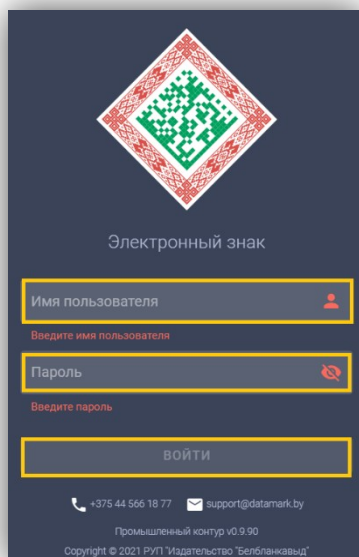 Электронный знак
Имя пользователя
Введите имя пользователя
Пароль
Введите пароль
ВОЙТИ
+375 44 566 18 77 support@datamark.by
Промышленный контур v0.9.90
Copyright © 2021 РУП "Издательство "Белбланкавыд"